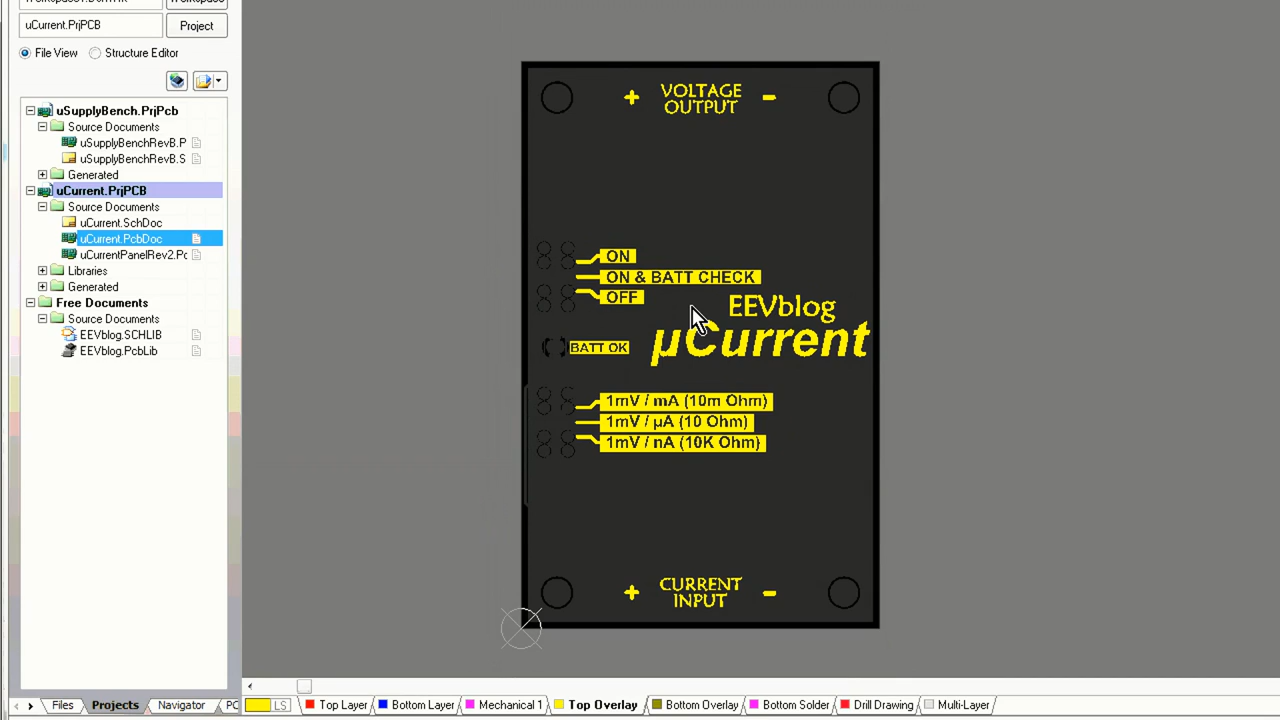 uCurrent.PrjPCB
Project
File View
Structure Editor
uSupplyBench.PrjPcb
Source Documents
uSupplyBenchRevB.P
uSupplyBenchRevB.S
Generated
uCurrent.PrjPCB
Source Documents
uCurrent.SchDoc
uCurrent.PcbDoc
uCurrentPanelRev2.Pc
Libraries
Generated
Free Documents
Source Documents
EEVblog.SCHLIB
EEVblog.PcbLib
Files
Projects
Navigator
PC
+ VOLTAGE -
OUTPUT
ON
ON & BATT CHECK
OFF
EEVblog
µCurrent
BATT OK
1mV / mA (10m Ohm)
1mV / µA (10 Ohm)
1mV / nA (10K Ohm)
+ CURRENT -
INPUT
LS
Top Layer
Bottom Layer
Mechanical 1
Top Overlay
Bottom Overlay
Bottom Solder
Drill Drawing
Multi-Layer